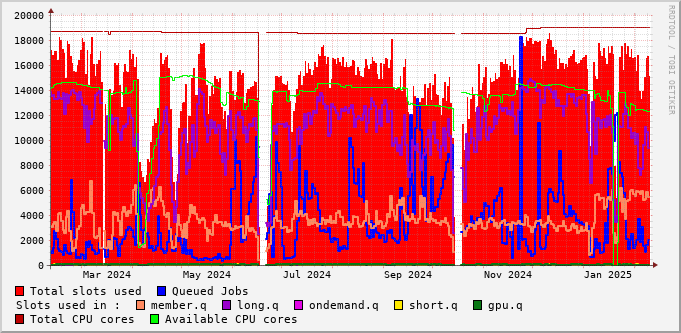 20000
18000
16000
14000
12000
10000
8000
6000
4000
2000
0
Mar 2024 May 2024 Jul 2024 Sep 2024 Nov 2024 Jan 2025
RRDTOOL / TOBI OETIKER
Total slots used Queued Jobs
Slots used in : member.q long.q ondemand.q short.q gpu.q
Total CPU cores Available CPU cores